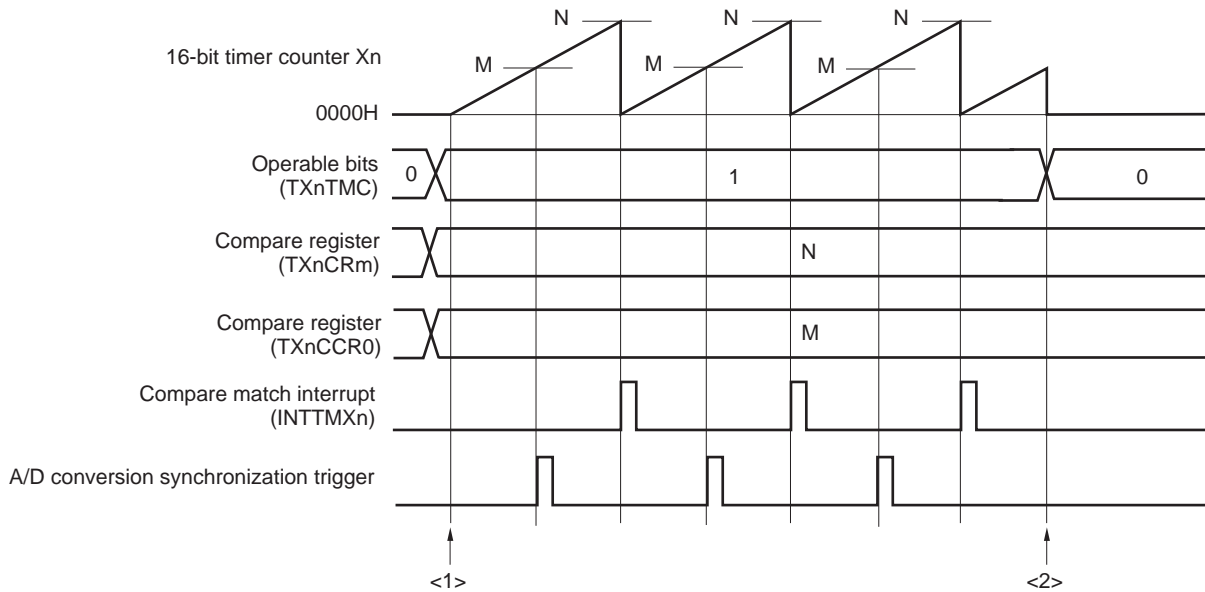 N N N
16-bit timer counter Xn
M M M
0000H
Operable bits
(TXnTMC)
0 1 0
Compare register
(TXnCRm)
N
Compare register
(TXnCCR0)
M
Compare match interrupt
(INTTMXn)
A/D conversion synchronization trigger
<1> <2>